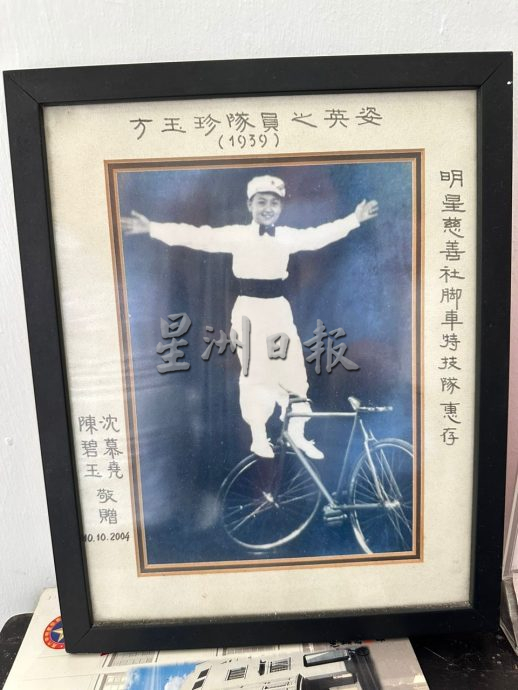 方玉珍隊員之英姿
(1939)
明星慈善社脚車特技隊惠存
星洲日報
沈慕堯
陳碧玉
敬贈
10.10.2004